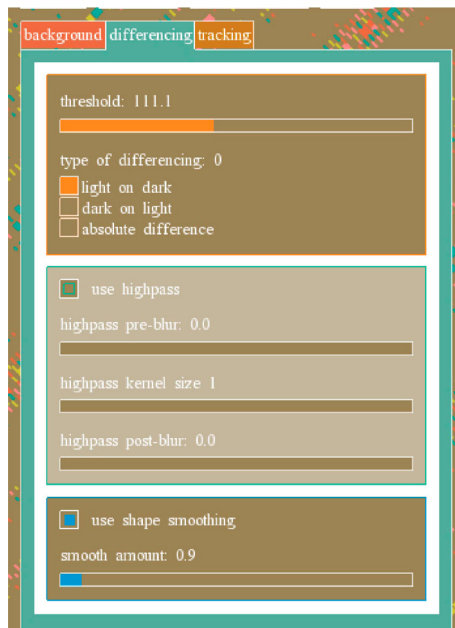 background differencing tracking
threshold: 111.1
type of differencing: 0
light on dark
dark on light
absolute difference
use highpass
highpass pre-blur: 0.0
highpass kernel size 1
highpass post-blur: 0.0
use shape smoothing
smooth amount: 0.9